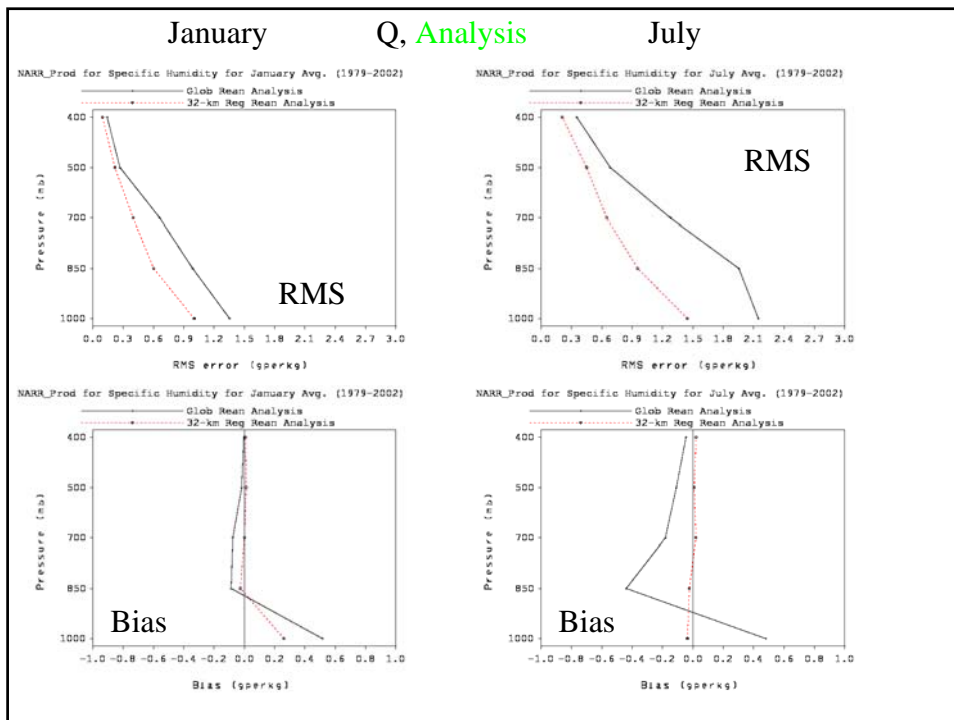 January Q, Analysis July
NARR_Prod for Specific Humidity for January Avg. (1979-2002)
Glob Rean Analysis
32-km Reg Rean Analysis
400
500
700
850
1000
Pressure (mb)
RMS
0.0 0.3 0.6 0.9 1.2 1.5 1.8 2.1 2.4 2.7 3.0
RMS error (gperkg)
NARR_Prod for Specific Humidity for July Avg. (1979-2002)
Glob Rean Analysis
32-km Reg Rean Analysis
400
500
700
850
1000
Pressure (mb)
RMS
0.0 0.3 0.6 0.9 1.2 1.5 1.8 2.1 2.4 2.7 3.0
RMS error (gperkg)
NARR_Prod for Specific Humidity for January Avg. (1979-2002)
Glob Rean Analysis
32-km Reg Rean Analysis
400
500
700
850
1000
Pressure (mb)
Bias
-1.0 -0.8 -0.6 -0.4 -0.2 0.0 0.2 0.4 0.6 0.8 1.0
Bias (gperkg)
NARR_Prod for Specific Humidity for July Avg. (1979-2002)
Glob Rean Analysis
32-km Reg Rean Analysis
400
500
700
850
1000
Pressure (mb)
Bias
-1.0 -0.8 -0.6 -0.4 -0.2 0.0 0.2 0.4 0.6 0.8 1.0
Bias (gperkg)